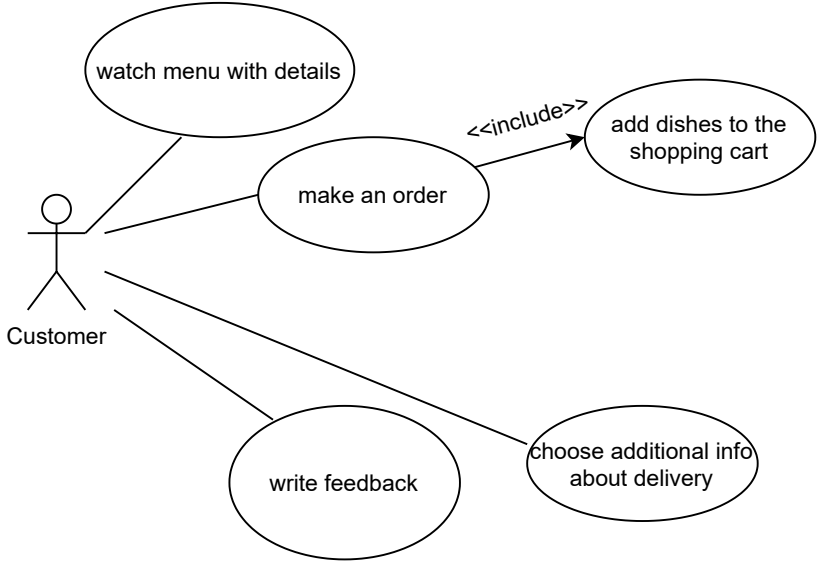 watch menu with details
<<include>>
add dishes to the
shopping cart
make an order
Customer
choose additional info
about delivery
write feedback